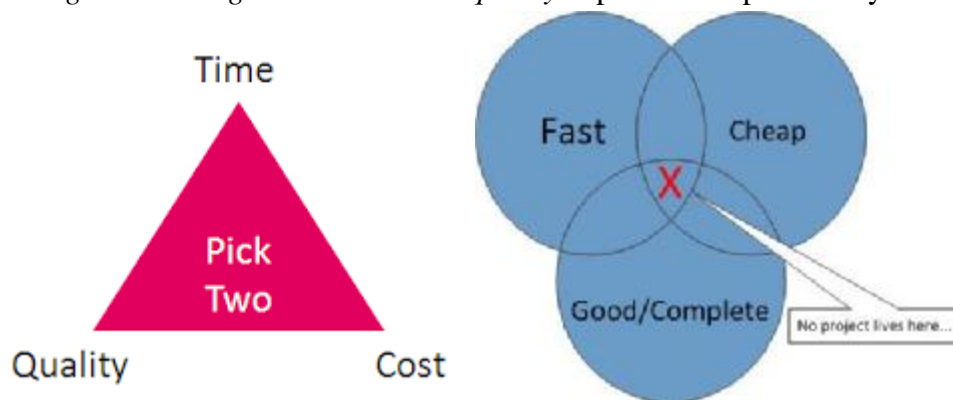 Time
Pick
Two
Quality
Cost
Fast
Cheap
X
Good/Complete
No project lives here...